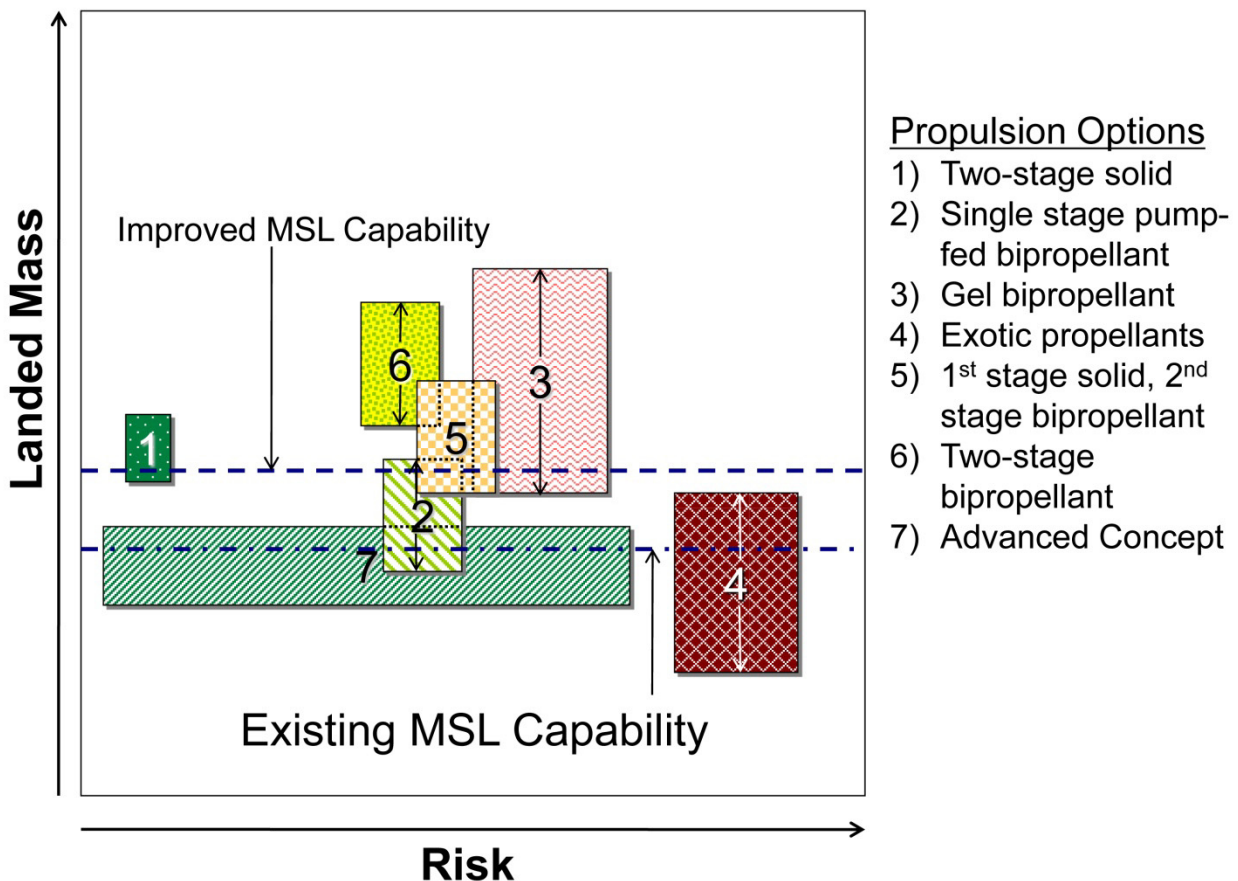 Landed Mass
Improved MSL Capability
6
3
1
5
2
7
4
Existing MSL Capability
Risk
Propulsion Options
1) Two-stage solid
2) Single stage pump-
fed bipropellant
3) Gel bipropellant
4) Exotic propellants
5) 1st stage solid, 2nd
stage bipropellant
6) Two-stage
bipropellant
7) Advanced Concept